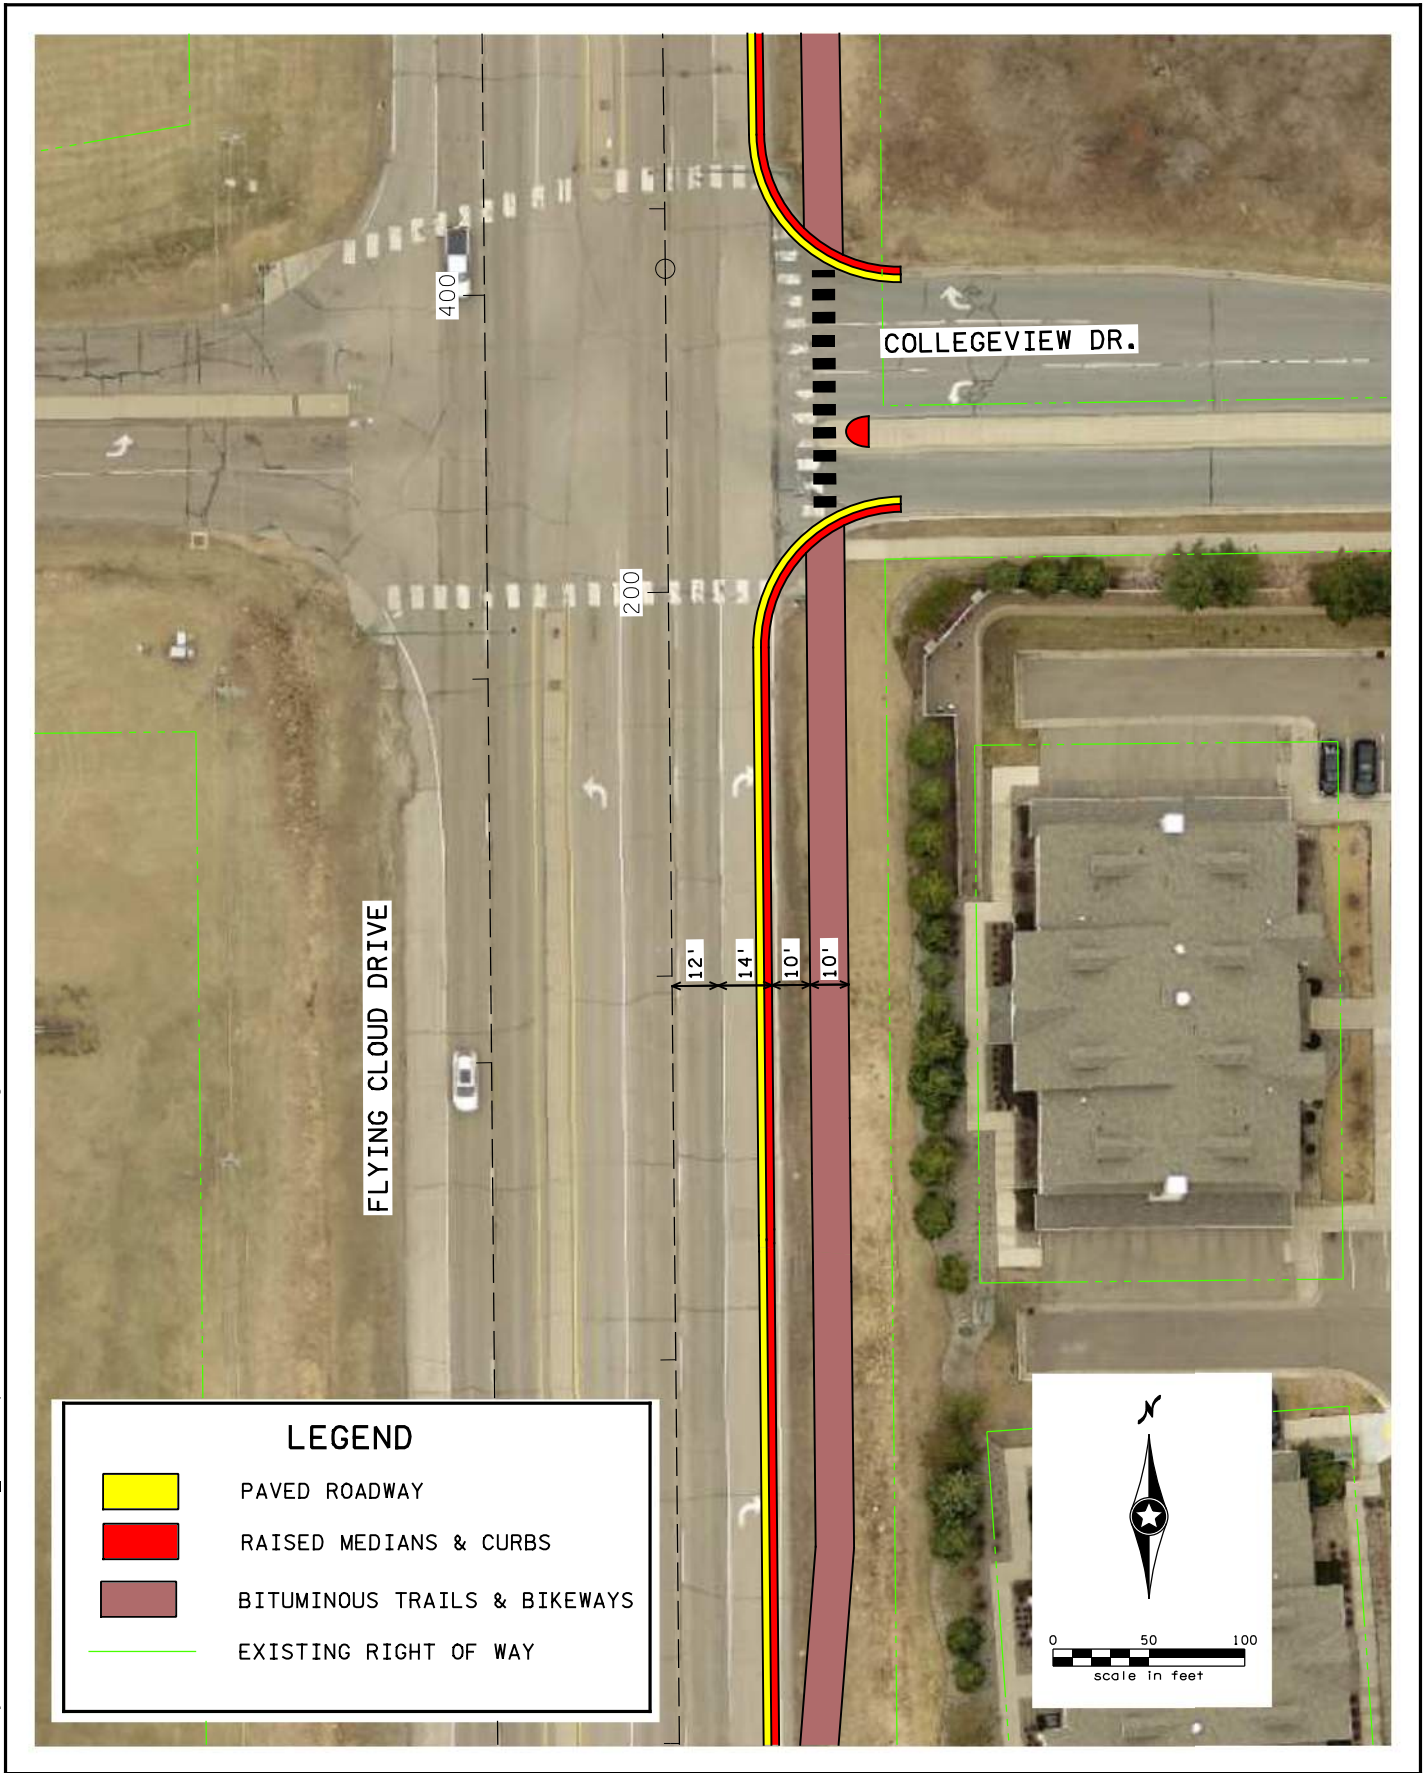 400
COLLEGEVIEW DR.
200
FLYING CLOUD DRIVE
12'
14'
10'
10'
LEGEND
PAVED ROADWAY
RAISED MEDIANS & CURBS
BITUMINOUS TRAILS & BIKEWAYS
EXISTING RIGHT OF WAY
N
0 50 100
scale in feet